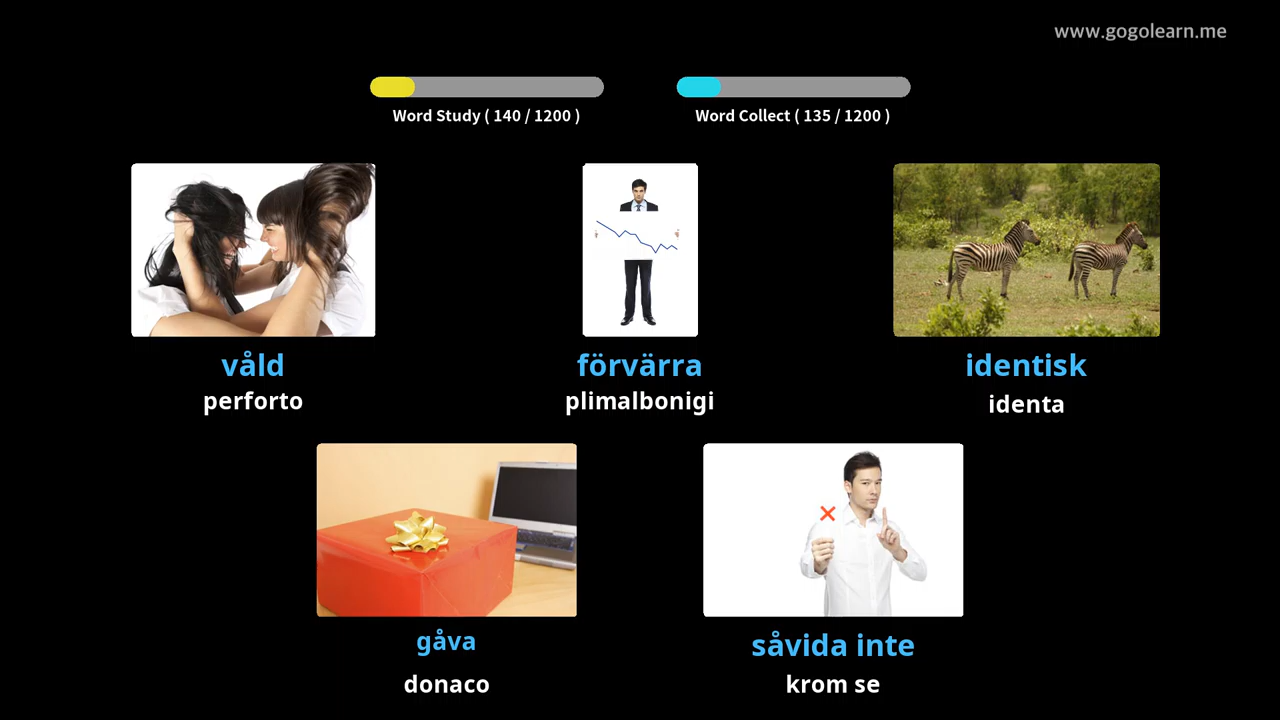 www.gogolearn.me
Word Study ( 140 / 1200 )
Word Collect ( 135 / 1200 )
våld
perforto
förvärra
plimalbonigi
identisk
identa
gåva
donaco
såvida inte
krom se